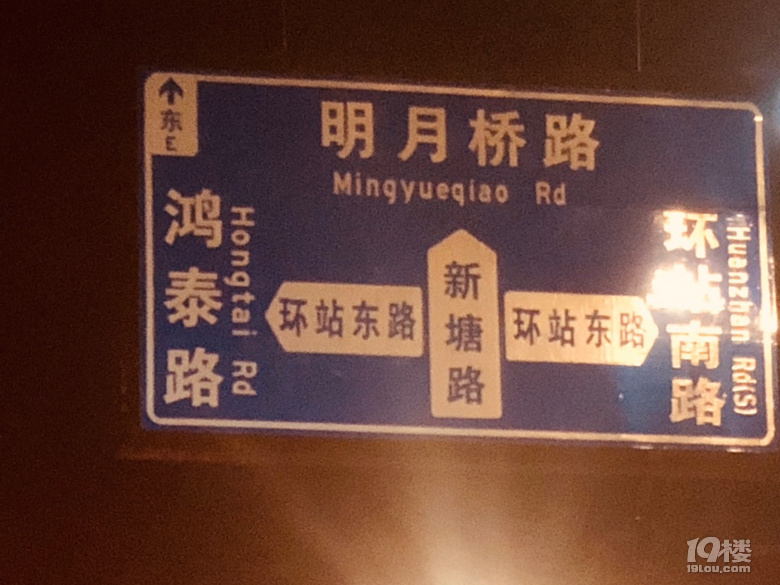 东
E
明月桥路
Mingyueqiao Rd
鸿泰路
Hongtai Rd
环站东路
新塘路
环站东路
环站南路
Huanzhan Rd(S)
19楼
19lou.com